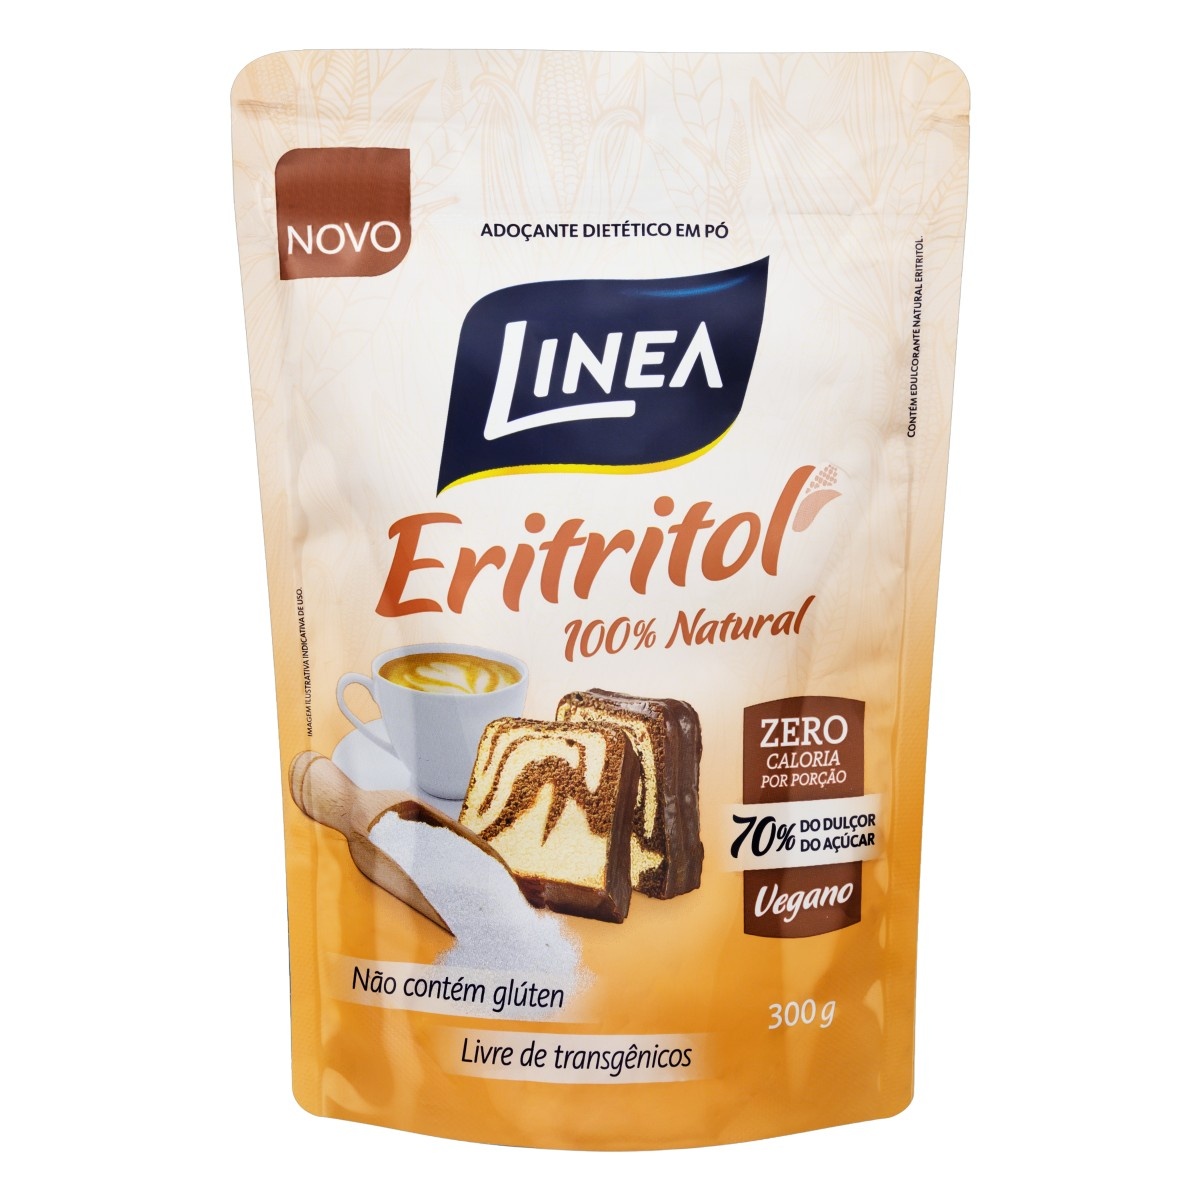 NOVO
ADOÇANTE DIETÉTICO EM PÓ
LINEA
CONTÉM EDULCORANTE NATURAL ERITRITOL.
Eritritol
100% Natural
IMAGEM ILUSTRATIVA INDICATIVA DE USO.
ZERO
CALORIA
POR PORÇÃO
70% DO DULÇOR
DO AÇÚCAR
Vegano
Não contém glúten
300g
Livre de transgênicos